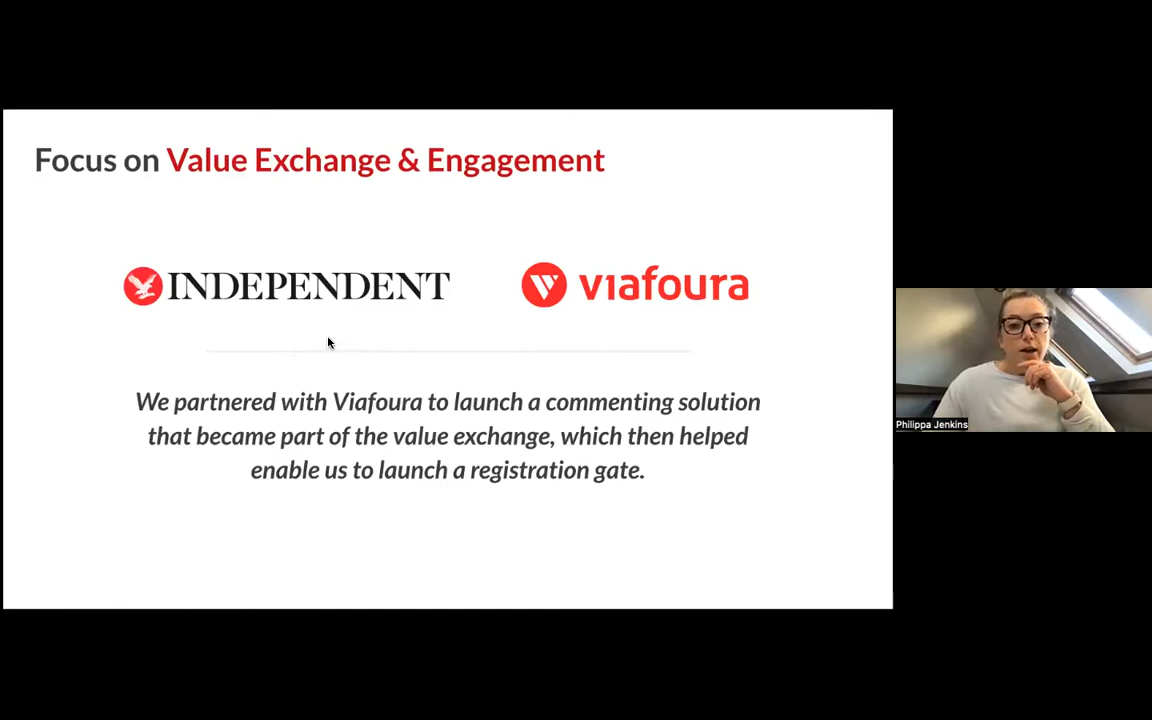 Focus on Value Exchange & Engagement
INDEPENDENT
viafoura
We partnered with Viafoura to launch a commenting solution
that became part of the value exchange, which then helped
enable us to launch a registration gate.
Philippa Jenkins